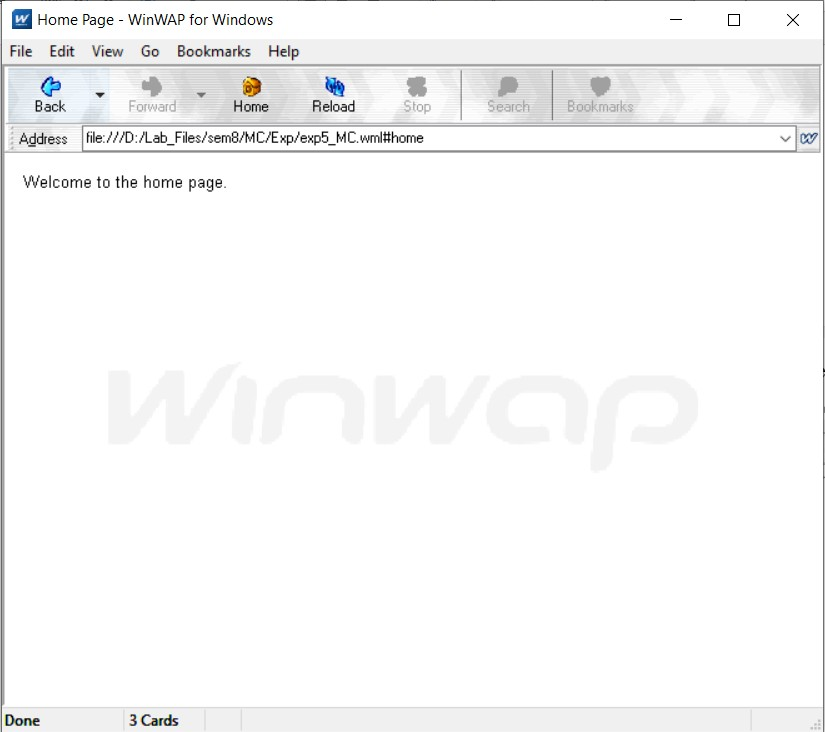 Home Page - WinWAP for Windows
File Edit View Go Bookmarks Help
Back Forward Home Reload Stop Search Bookmarks
Address file:///D:/Lab_Files/sem8/MC/Exp/exp5_MC.wml#home
Welcome to the home page.
Winwap
Done 3 Cards